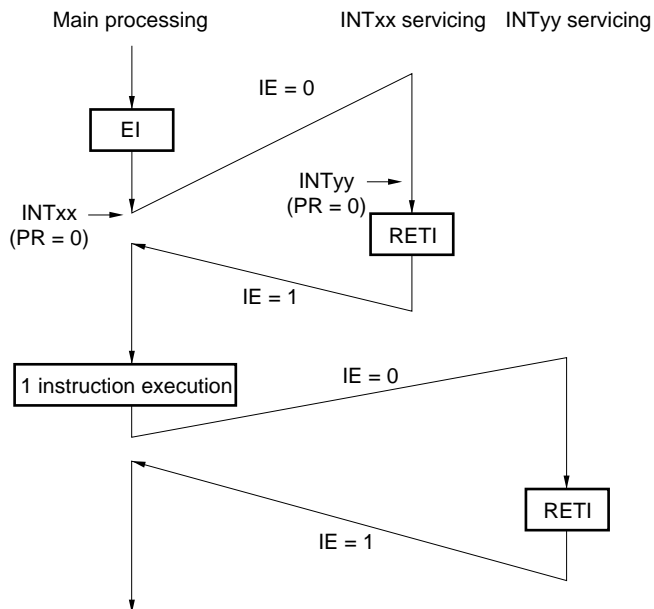 Main processing
INTxx servicing
INTyy servicing
IE = 0
EI
INTyy
(PR = 0)
INTxx
(PR = 0)
RETI
IE = 1
1 instruction execution
IE = 0
RETI
IE = 1